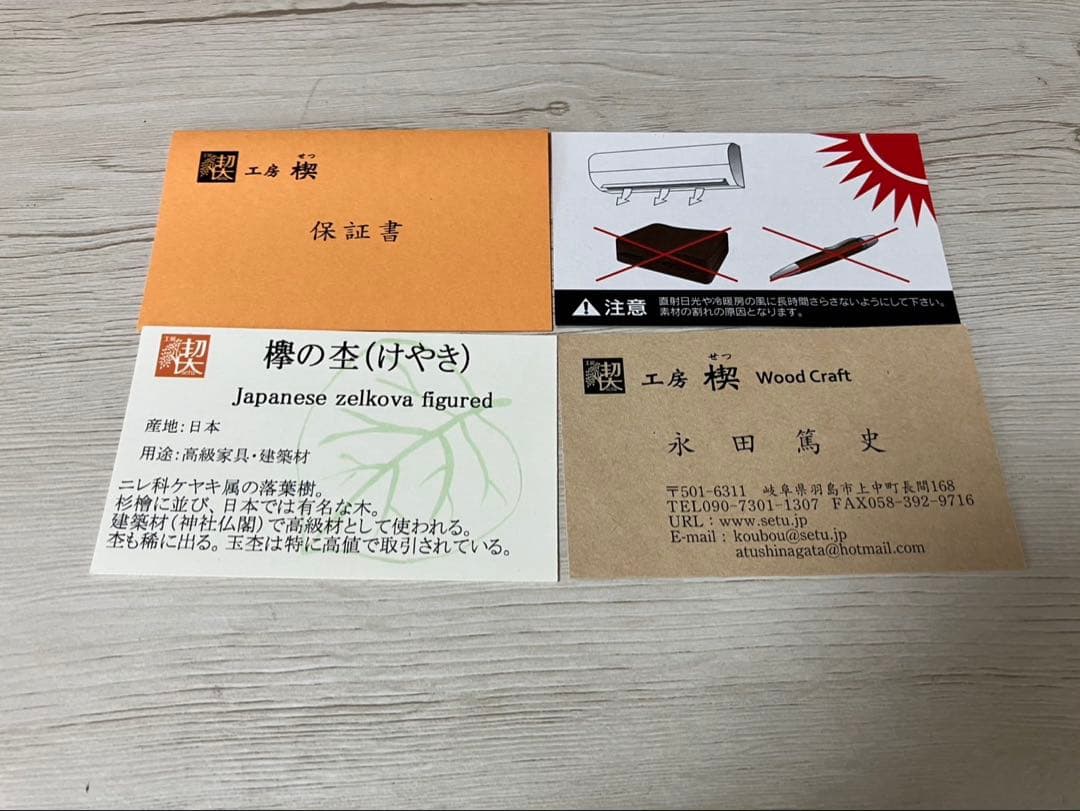 工房 楔
せつ
保証書
注意
直射日光や冷暖房の風に長時間さらさないようにして下さい。
素材の割れの原因となります。
工房
楔
setu
欅の杢(けやき)
Japanese zelkova figured
産地:日本
用途:高級家具・建築材
ニレ科ケヤキ属の落葉樹。
杉檜に並び、日本では有名な木。
建築材(神社仏閣)で高級材として使われる。
杢も稀に出る。玉杢は特に高値で取引されている。
せつ
工房 楔 Wood Craft
永田篤史
〒501-6311 岐阜県羽島市上中町長間168
TEL090-7301-1307 FAX058-392-9716
URL:www.setu.jp
E-mail:koubou@setu.jp
atushinagata@hotmail.com